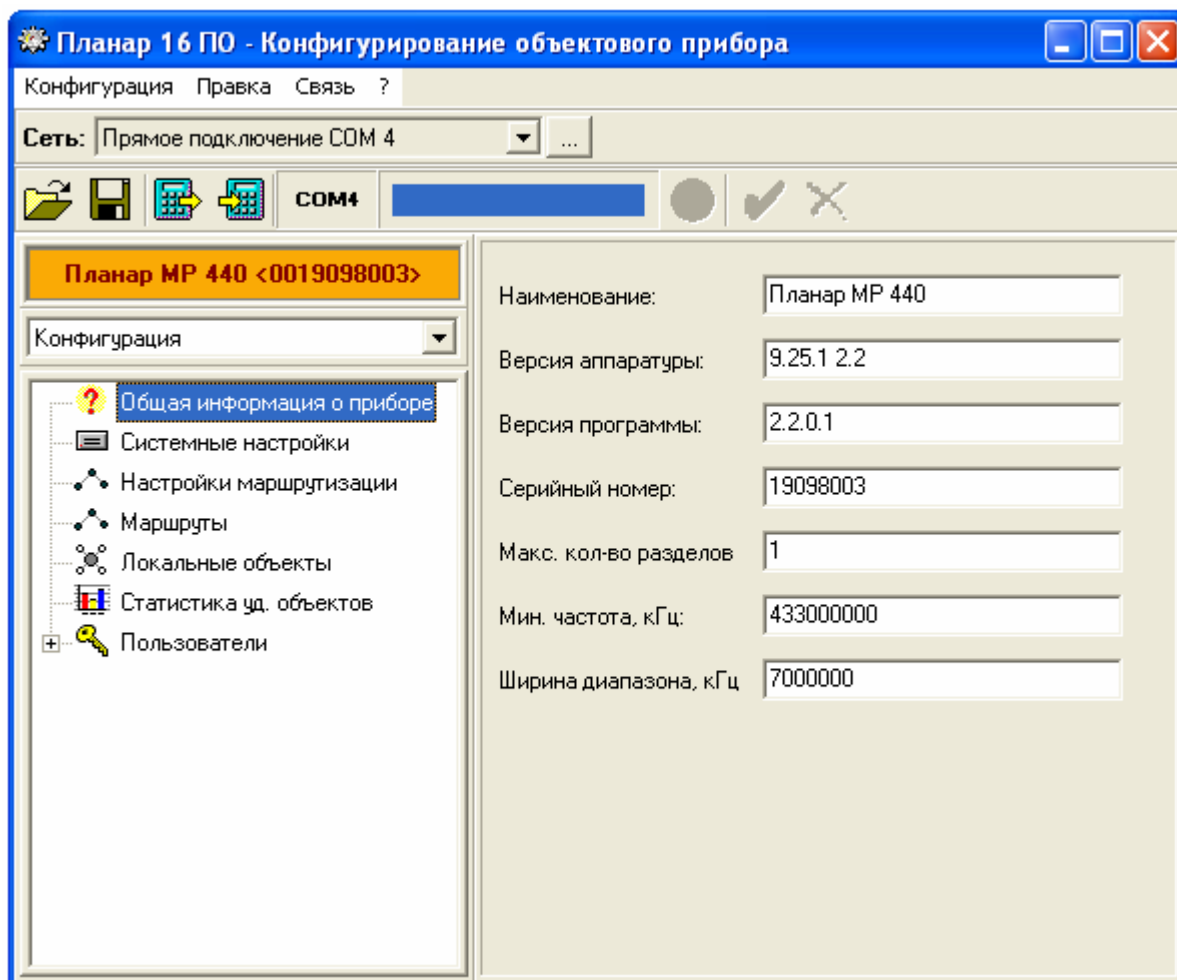 Планар 16 ПО - Конфигурирование объектового прибора
Конфигурация Правка Связь ?
Сеть: Прямое подключение COM 4 ...
COM4
Планар МР 440 <0019098003>
Конфигурация
Общая информация о приборе
Системные настройки
Настройки маршрутизации
Маршруты
Локальные объекты
Статистика уд. объектов
Пользователи
Наименование: Планар МР 440
Версия аппаратуры: 9.25.1 2.2
Версия программы: 2.2.0.1
Серийный номер: 19098003
Макс. кол-во разделов 1
Мин. частота, кГц: 433000000
Ширина диапазона, кГц 7000000